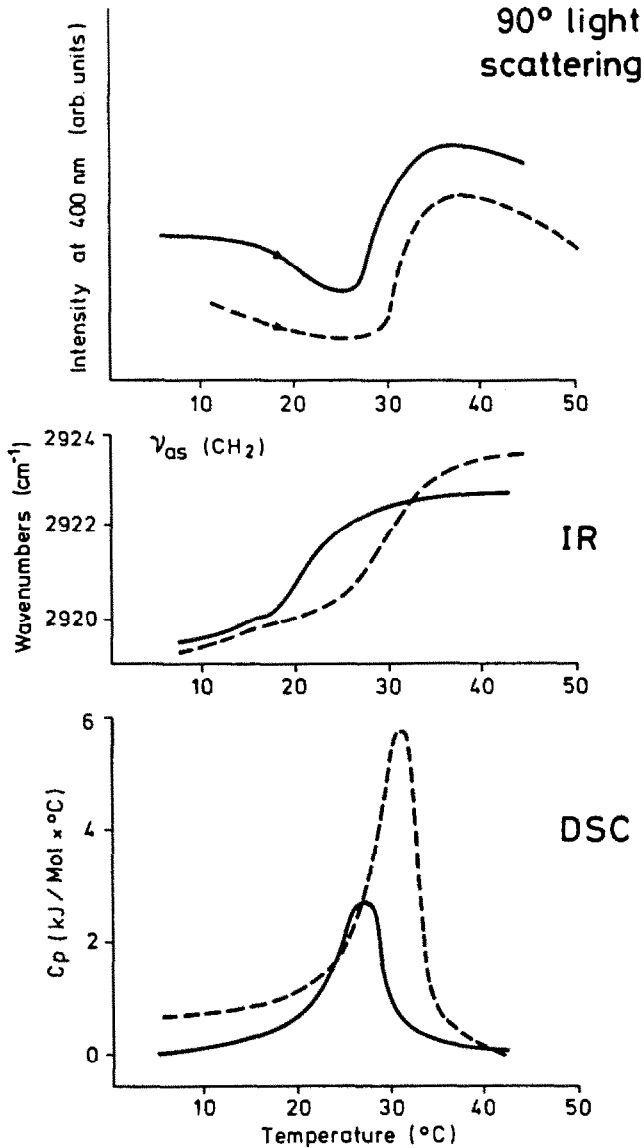 90° light
scattering
Intensity at 400 nm (arb. units)
10 20 30 40 50
2924
2922
2920
νas (CH2)
Wavenumbers (cm-1)
IR
10 20 30 40 50
6
4
2
0
DSC
Cp (kJ / Mol × °C)
10 20 30 40 50
Temperature (°C)